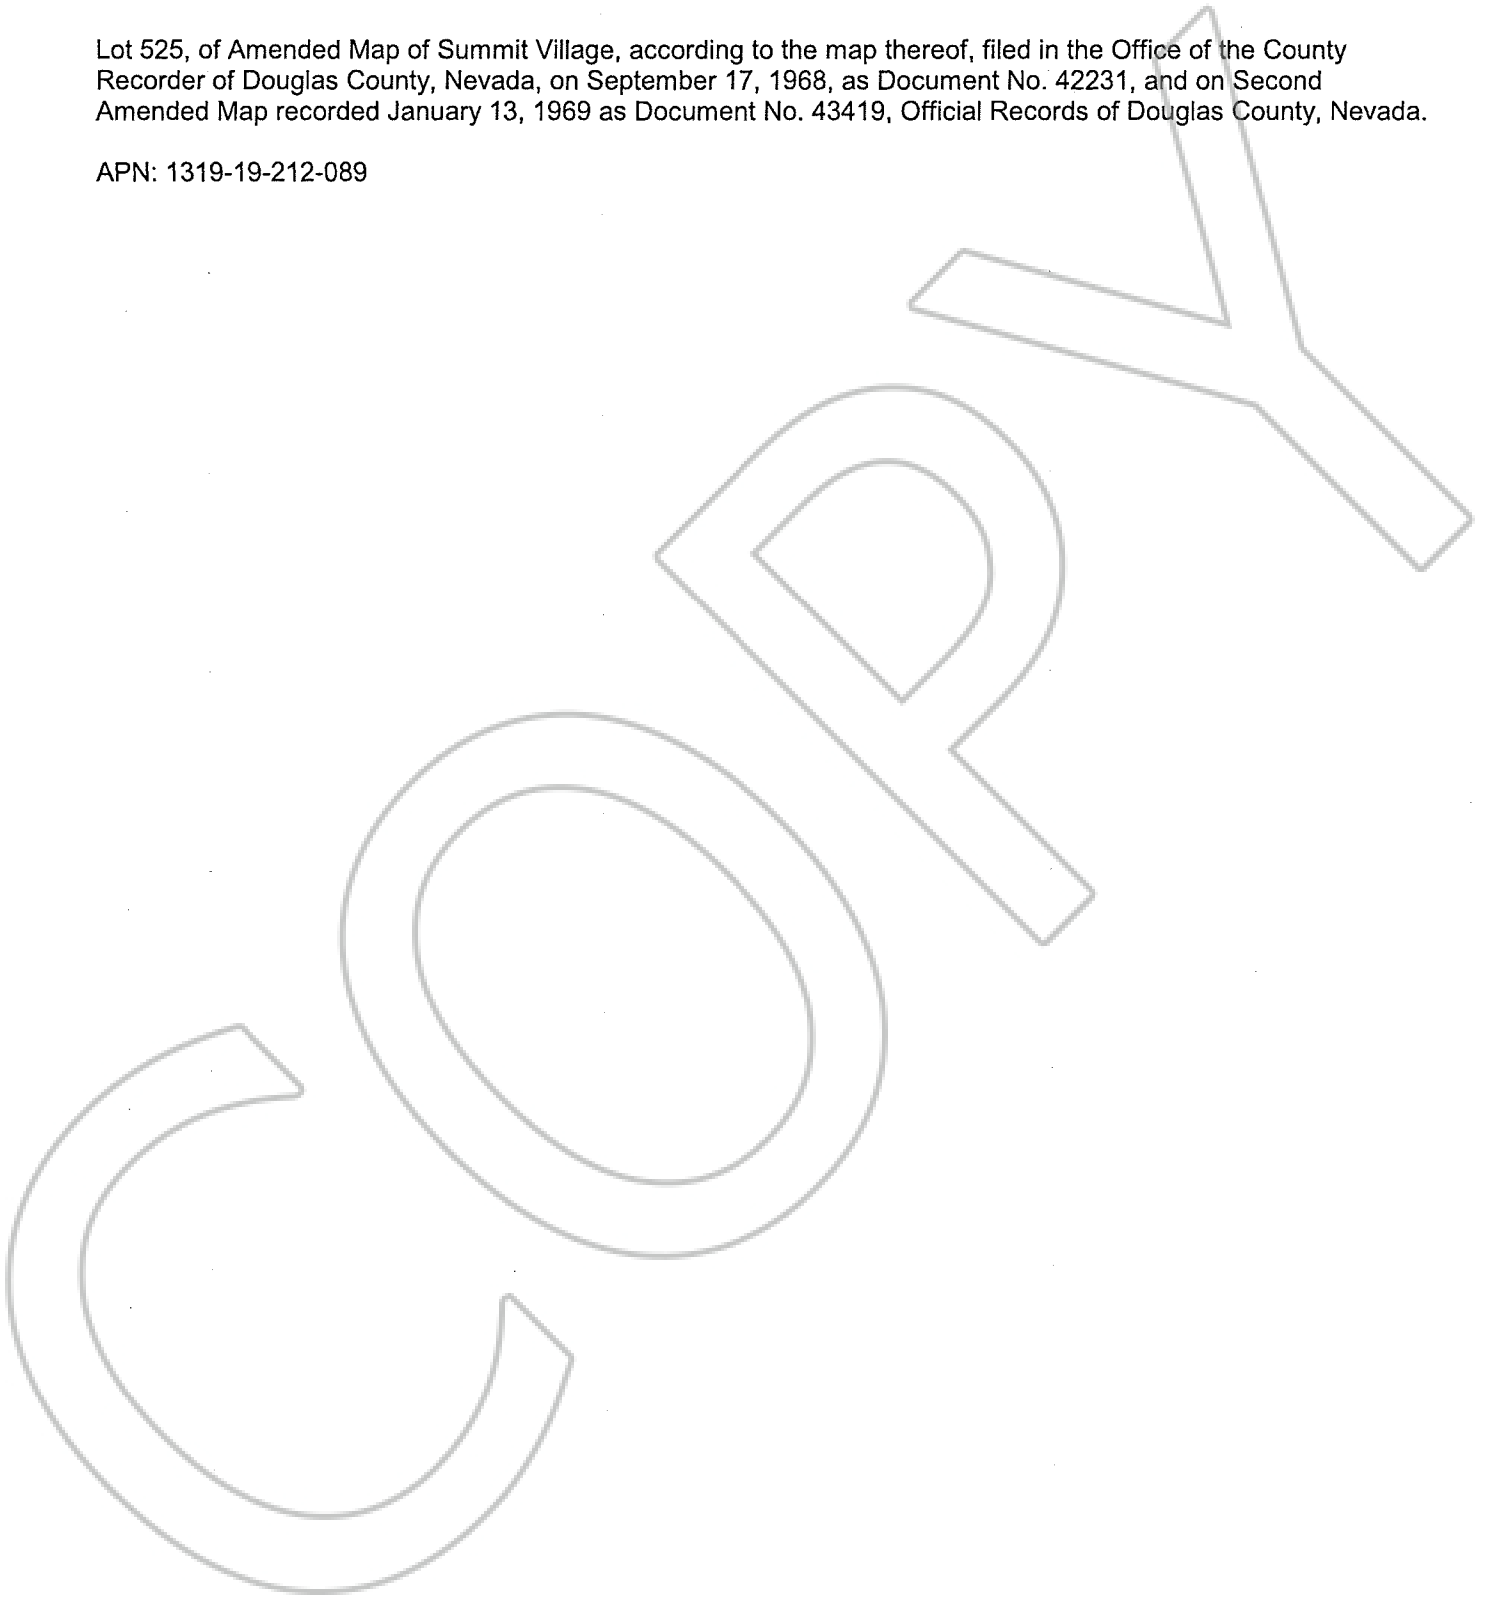 Lot 525, of Amended Map of Summit Village, according to the map thereof, filed in the Office of the County
Recorder of Douglas County, Nevada, on September 17, 1968, as Document No. 42231, and on Second
Amended Map recorded January 13, 1969 as Document No. 43419, Official Records of Douglas County, Nevada.
APN: 1319-19-212-089
COPY